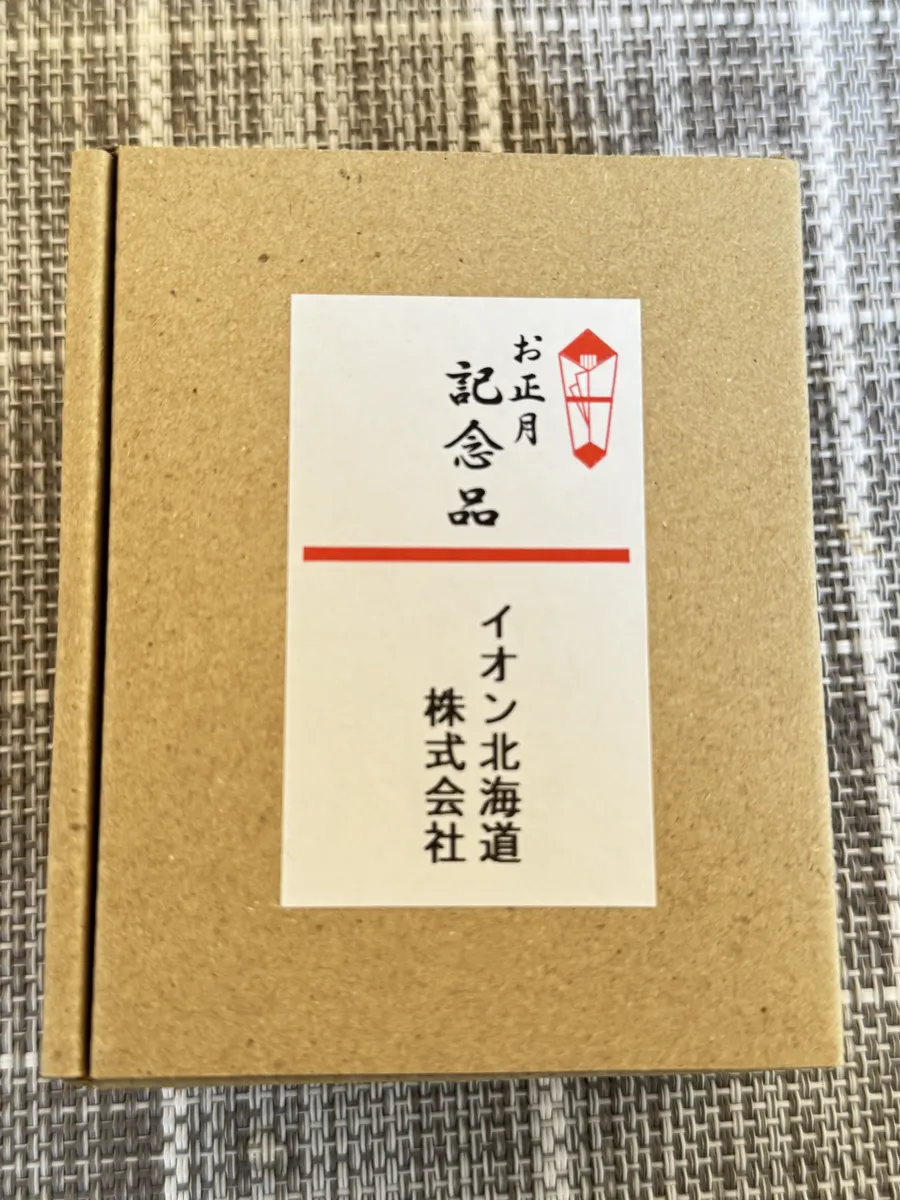 お正月
記念品
イオン北海道
株式会社